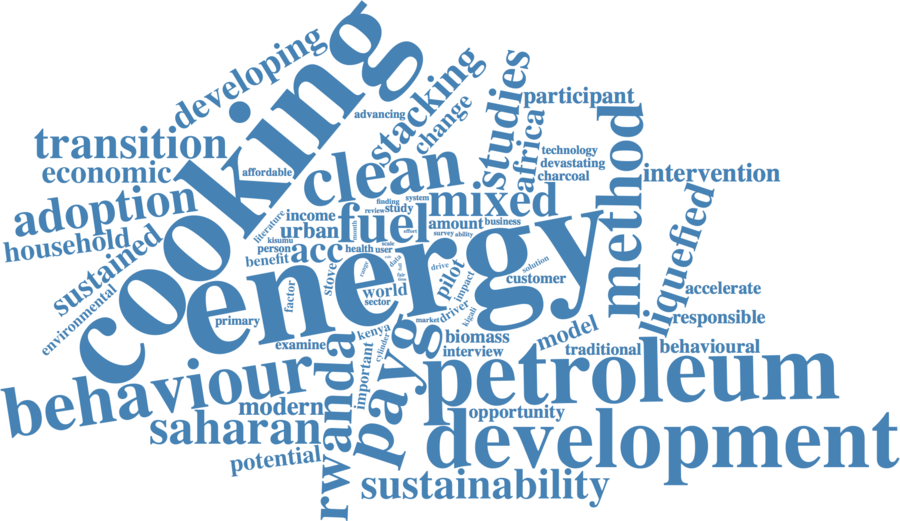 cooking
developing
stacking
change
studies
participant
advancing
transition
economic
affordable
clean
africa
technology
devastating
charcoal
method
intervention
adoption
household
sustained
environmental
literature
income
urban
fuel
finding
system
review
study
mixed
amount
business
survey
ability
effort
month
kisumu
person
benefit
acc
health
user
scale
energy
liquefied
stove
factor
range
data
fair
drive
pilot
impact
solution
customer
world
sector
primary
examine
market
driver
kigali
kenya
cylinder
important
rwanda
payg
biomass
interview
model
traditional
behavioural
accelerate
responsible
behaviour
modern
saharan
potential
petroleum
opportunity
development
sustainability